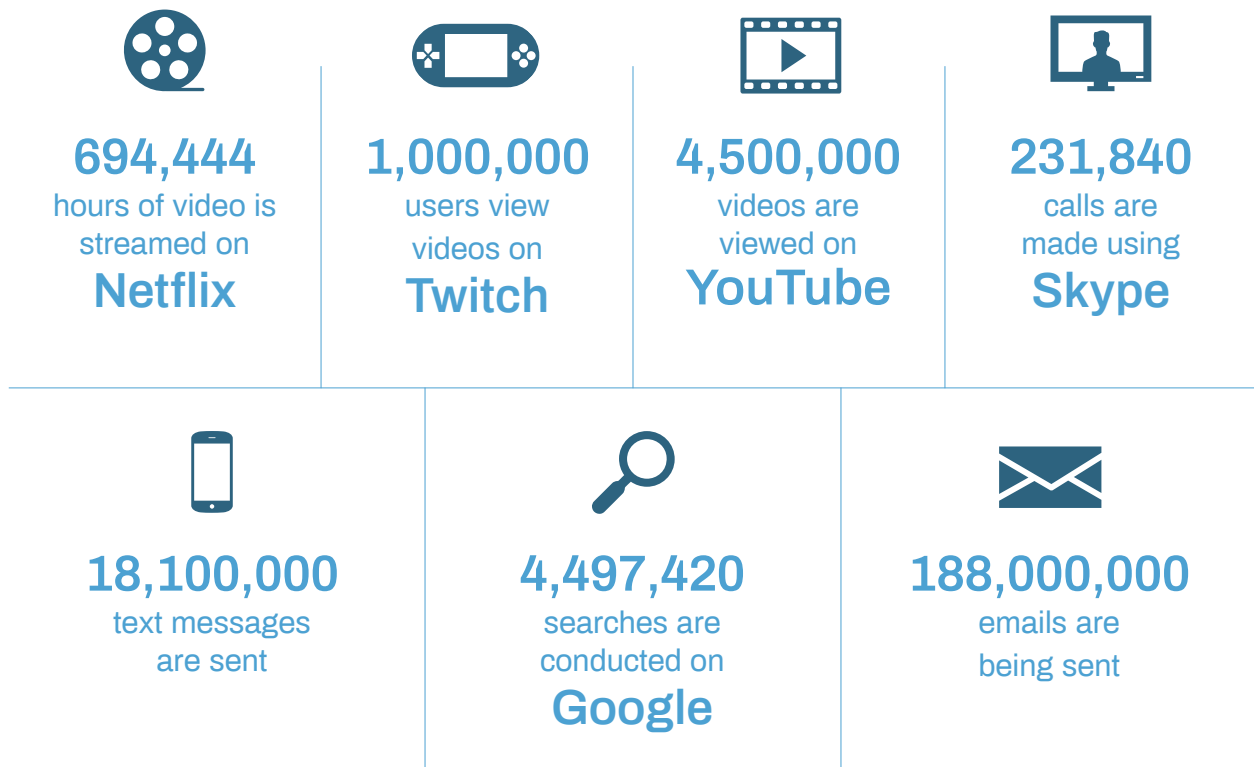 694,444
hours of video is
streamed on
Netflix
1,000,000
users view
videos on
Twitch
4,500,000
videos are
viewed on
YouTube
231,840
calls are
made using
Skype
18,100,000
text messages
are sent
4,497,420
searches are
conducted on
Google
188,000,000
emails are
being sent